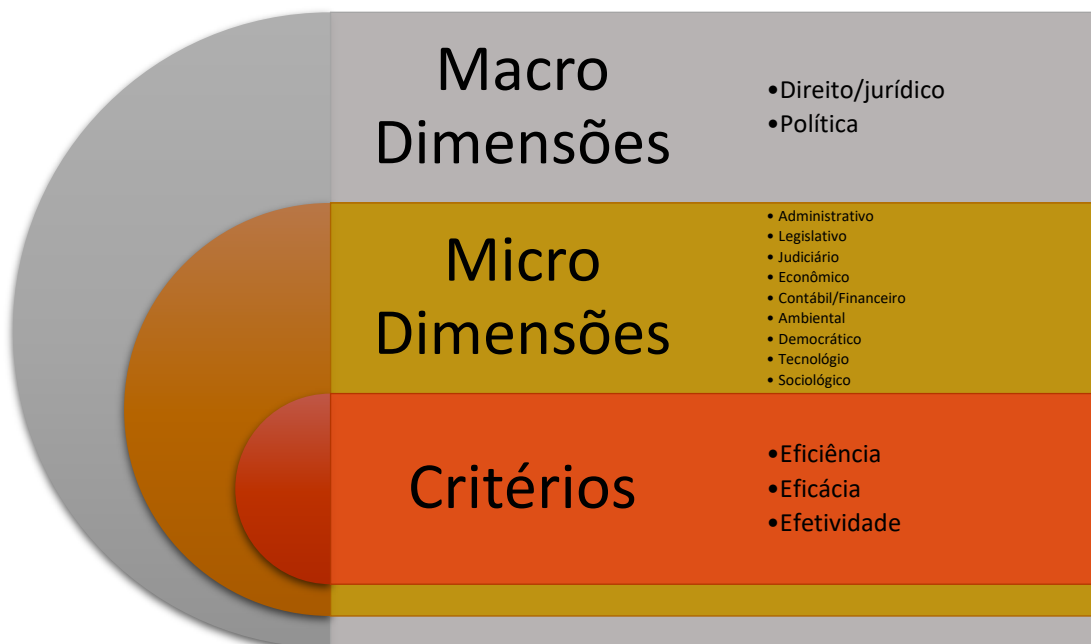 Macro
Dimensões
•Direito/jurídico
•Política
Micro
Dimensões
• Administrativo
• Legislativo
• Judiciário
• Econômico
• Contábil/Financeiro
• Ambiental
• Democrático
• Tecnológio
• Sociológico
Critérios
•Eficiência
•Eficácia
•Efetividade